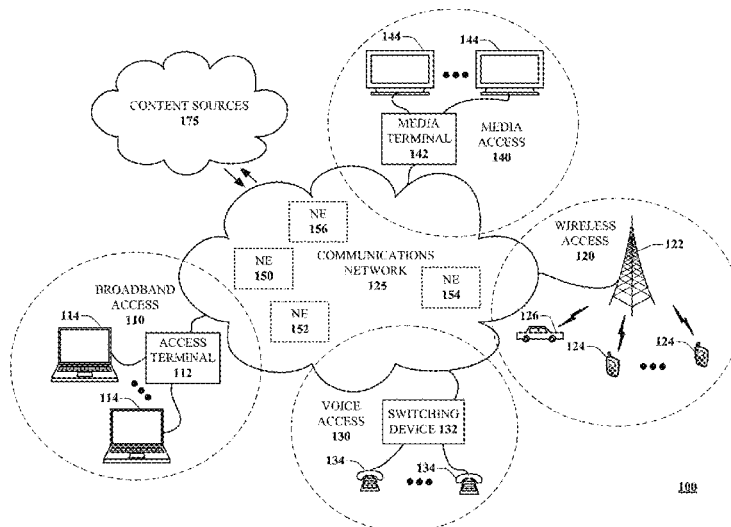 144
144
CONTENT SOURCES
175
MEDIA
TERMINAL
142
MEDIA
ACCESS
140
NE
156
WIRELESS
ACCESS
120
122
COMMUNICATIONS
NETWORK
125
NE
150
NE
154
BROADBAND
ACCESS
110
114
NE
152
126
ACCESS
TERMINAL
112
124
124
114
VOICE
ACCESS
130
SWITCHING
DEVICE 132
134
134
100